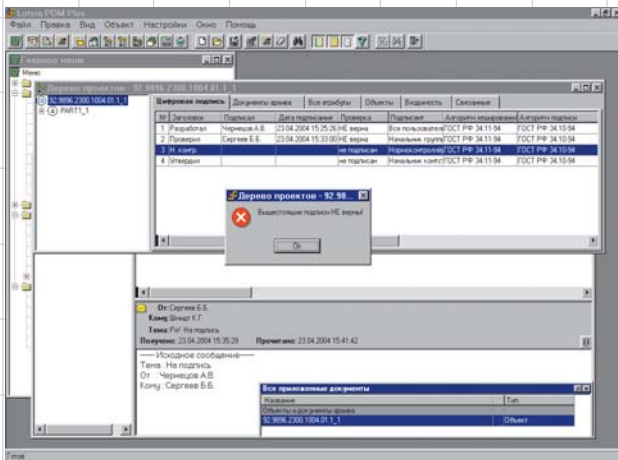 Lotsia PDM Plus
Файл Правка Вид Объект Настройки Окно Помощь
Главное меню
Меню
Дерево проектов - 92.9896.2300.1004.01.1_1
92.9896.2300.1004.01.1_1
PART1_1
Цифровая подпись Документы архива Все атрибуты Объекты Входимость Связанные
№ Заголовок Подписал Дата подписания Проверка Подписант Алгоритм хеширования Алгоритм подписи
1 Разработал Чернецов А.В. 23.04.2004 15:25:26 НЕ верна Все пользователи ГОСТ РФ 34.11-94 ГОСТ РФ 34.10-94
2 Проверил Сергеев Б.Б. 23.04.2004 15:33:00 НЕ верна Начальник групп ГОСТ РФ 34.11-94 ГОСТ РФ 34.10-94
3 Н. контр. не подписан Нормоконтролер ГОСТ РФ 34.11-94 ГОСТ РФ 34.10-94
4 Утвердил не подписан Начальник ГОСТ РФ 34.11-94 ГОСТ РФ 34.10-94
Дерево проектов - 92.98...
Вышестоящие подписи НЕ верны!
Ok
От: Сергеев Б.Б.
Кому: Шмидт К.Г.
Тема: Fw: На подпись
Получено: 23.04.2004 15:35:29 Прочитано: 23.04.2004 15:41:42
---- Исходное сообщение----
Тема : На подпись
От : Чернецов А.В.
Кому : Сергеев Б.Б.
Все приложенные документы
Название Тип
Объекты и документы архива
92.9896.2300.1004.01.1_1 Объект
Готов